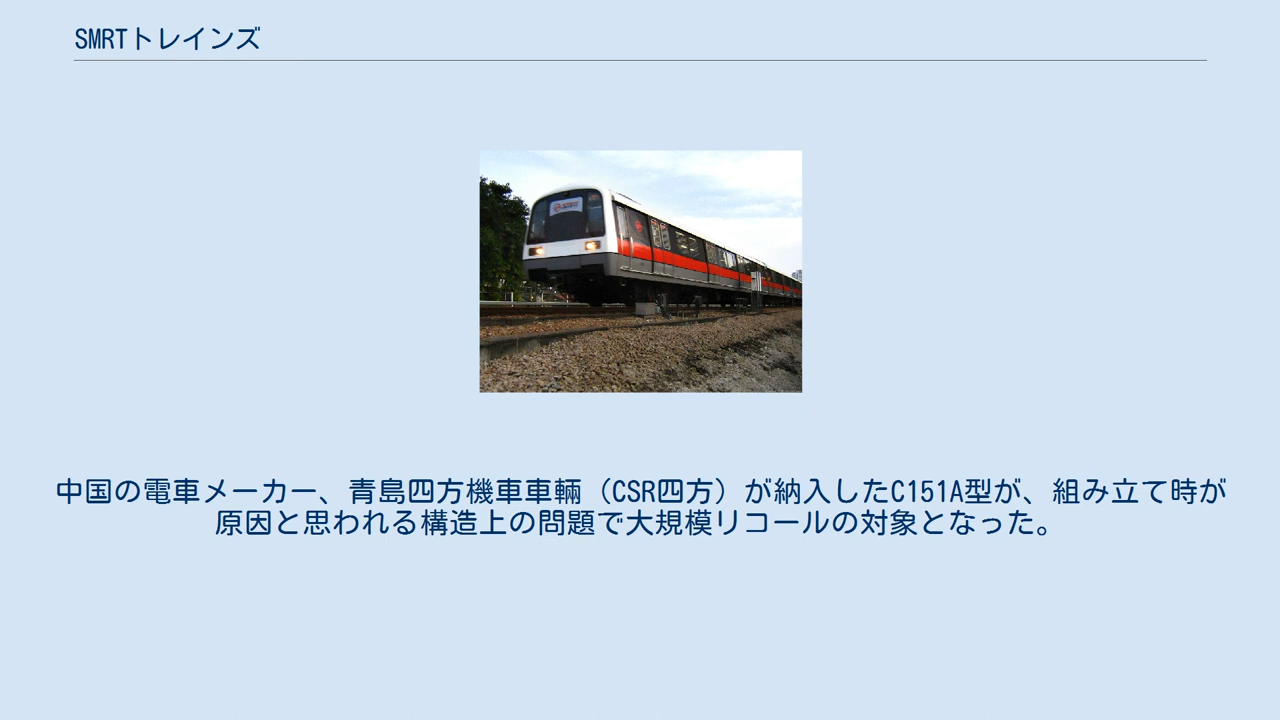 SMRTトレインズ
中国の電車メーカー、青島四方機車車輛（CSR四方）が納入したC151A型が、組み立て時が
原因と思われる構造上の問題で大規模リコールの対象となった。